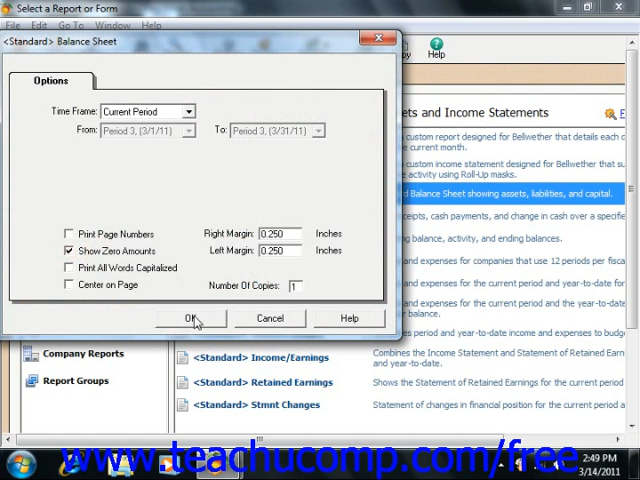 Select a Report or Form
File Edit Go To Window Help
<Standard> Balance Sheet
Help
Options
Time Frame: Current Period
From: Period 3, (3/1/11) To: Period 3, (3/31/11)
Print Page Numbers
Show Zero Amounts
Print All Words Capitalized
Center on Page
Right Margin: 0.250 Inches
Left Margin: 0.250 Inches
Number Of Copies: 1
OK Cancel Help
ets and Income Statements
custom report designed for Bellwether that details each
current month.
custom income statement designed for Bellwether that su
activity using Roll-Up masks.
Balance Sheet showing assets, liabilities, and capital.
ceipts, cash payments, and change in cash over a specifie
balance, activity, and ending balances.
and expenses for companies that use 12 periods per fisca
and expenses for the current period and the year-to-date
and expenses for the current period and the year-to-date
balance.
period and year-to-date income and expenses to budge
Company Reports
Report Groups
<Standard> Income/Earnings Combines the Income Statement and Statement of Retained Earn
and year-to-date.
<Standard> Retained Earnings Shows the Statement of Retained Earnings for the current period
<Standard> Stmnt Changes Statement of changes in financial position for the current period a
www.teachucomp.com/free
2:49 PM
3/14/2011